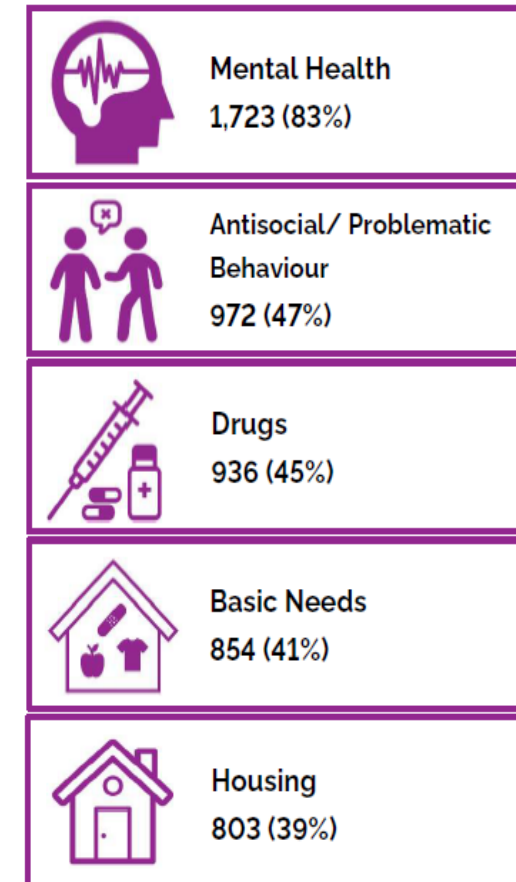 Mental Health
1,723 (83%)
Antisocial/ Problematic
Behaviour
972 (47%)
Drugs
936 (45%)
Basic Needs
854 (41%)
Housing
803 (39%)